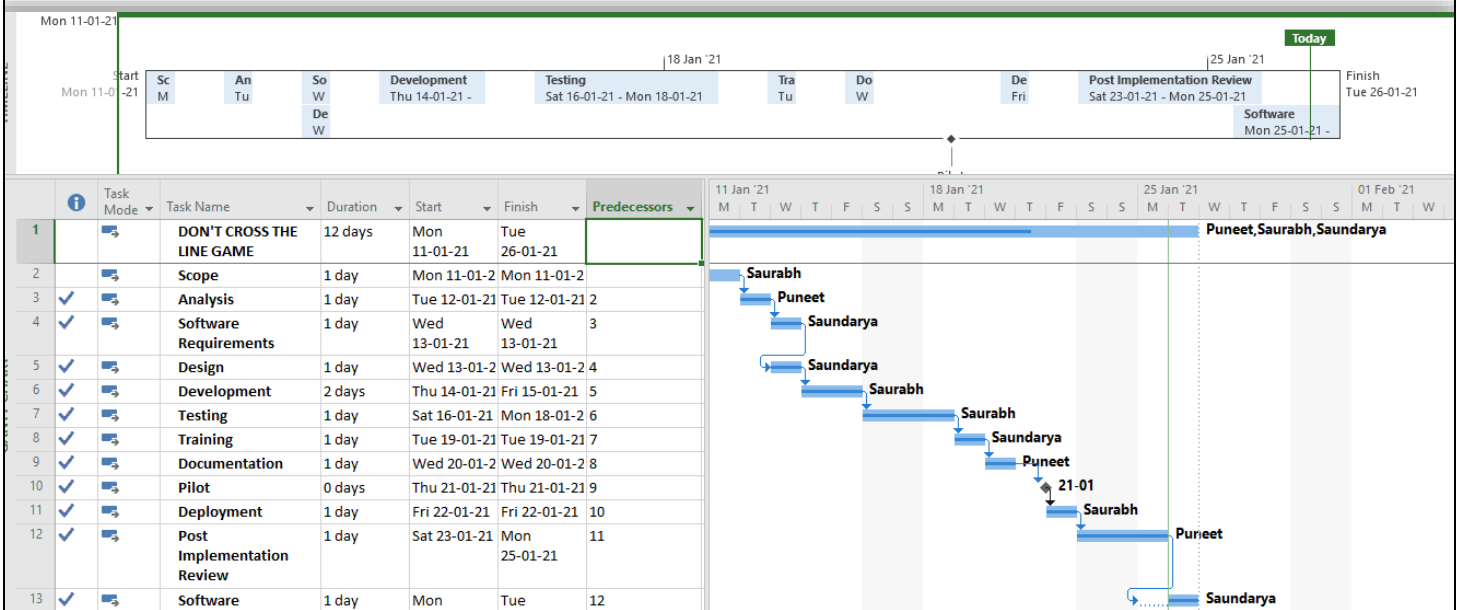 Mon 11-01-21
Today
18 Jan '21
25 Jan '21
Start
Mon 11-01-21
Sc
M
An
Tu
So
W
De
W
Development
Thu 14-01-21 -
Testing
Sat 16-01-21 - Mon 18-01-21
Tra
Tu
Do
W
De
Fri
Post Implementation Review
Sat 23-01-21 - Mon 25-01-21
Software
Mon 25-01-21 -
Finish
Tue 26-01-21
Task Mode Task Name Duration Start Finish Predecessors
11 Jan '21 18 Jan '21 25 Jan '21 01 Feb '21
M T W T F S S M T W T F S S M T W T F S S M T W
1 DON'T CROSS THE LINE GAME 12 days Mon 11-01-21 Tue 26-01-21 Puneet,Saurabh,Saundarya
2 Scope 1 day Mon 11-01-2 Mon 11-01-2 Saurabh
3 Analysis 1 day Tue 12-01-21 Tue 12-01-21 2 Puneet
4 Software Requirements 1 day Wed 13-01-21 Wed 13-01-21 3 Saundarya
5 Design 1 day Wed 13-01-2 Wed 13-01-2 4 Saundarya
6 Development 2 days Thu 14-01-21 Fri 15-01-21 5 Saurabh
7 Testing 1 day Sat 16-01-21 Mon 18-01-2 6 Saurabh
8 Training 1 day Tue 19-01-21 Tue 19-01-21 7 Saundarya
9 Documentation 1 day Wed 20-01-2 Wed 20-01-2 8 Puneet
10 Pilot 0 days Thu 21-01-21 Thu 21-01-21 9 21-01
11 Deployment 1 day Fri 22-01-21 Fri 22-01-21 10 Saurabh
12 Post Implementation Review 1 day Sat 23-01-21 Mon 25-01-21 11 Puneet
13 Software 1 day Mon Tue 12 Saundarya